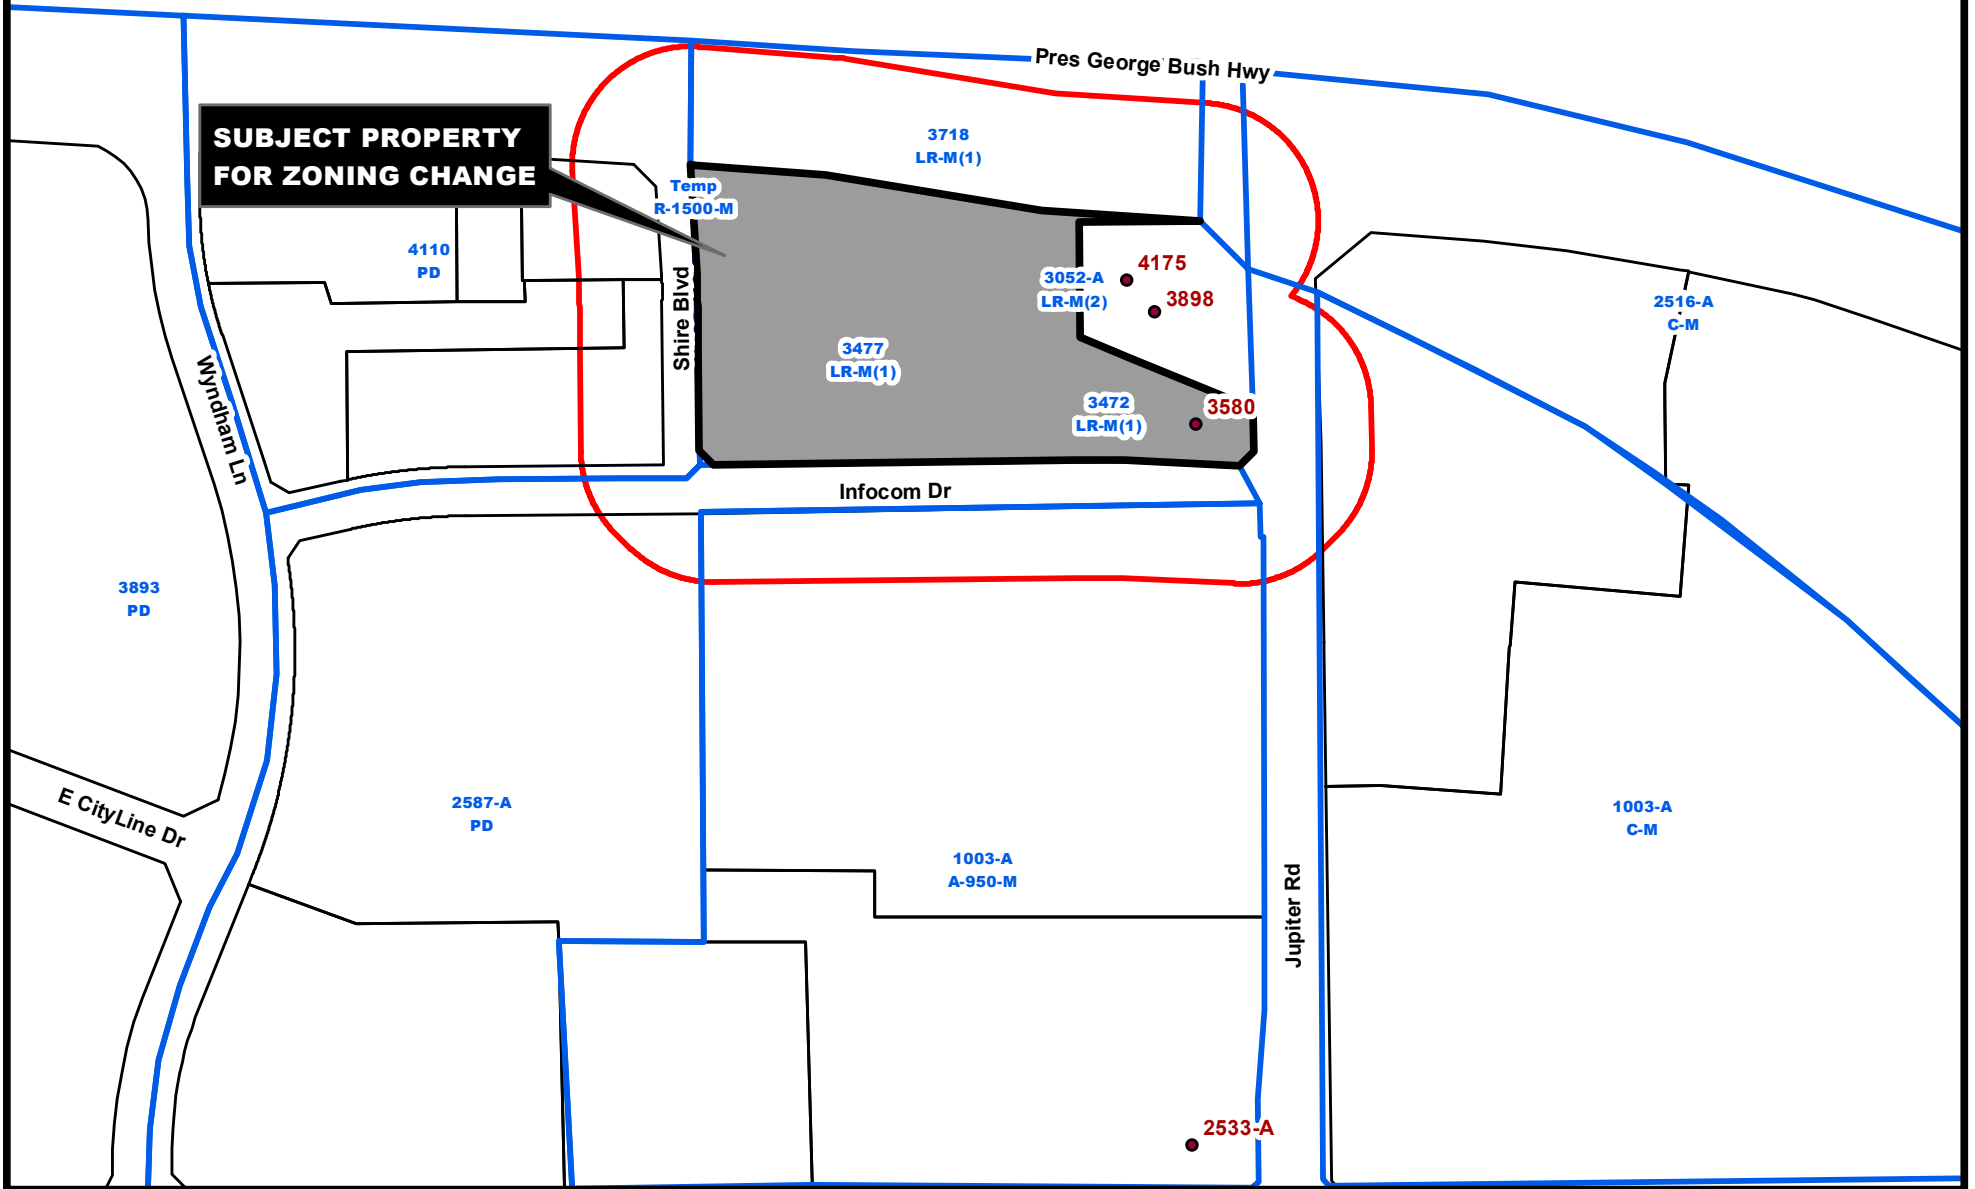 Pres George Bush Hwy
SUBJECT PROPERTY
FOR ZONING CHANGE
3718
LR-M(1)
Temp
R-1500-M
4110
PD
Shire Blvd
3052-A
LR-M(2)
4175
3898
2516-A
C-M
3477
LR-M(1)
3472
LR-M(1)
3580
Wyndham Ln
Infocom Dr
3893
PD
E CityLine Dr
2587-A
PD
1003-A
A-950-M
1003-A
C-M
Jupiter Rd
2533-A